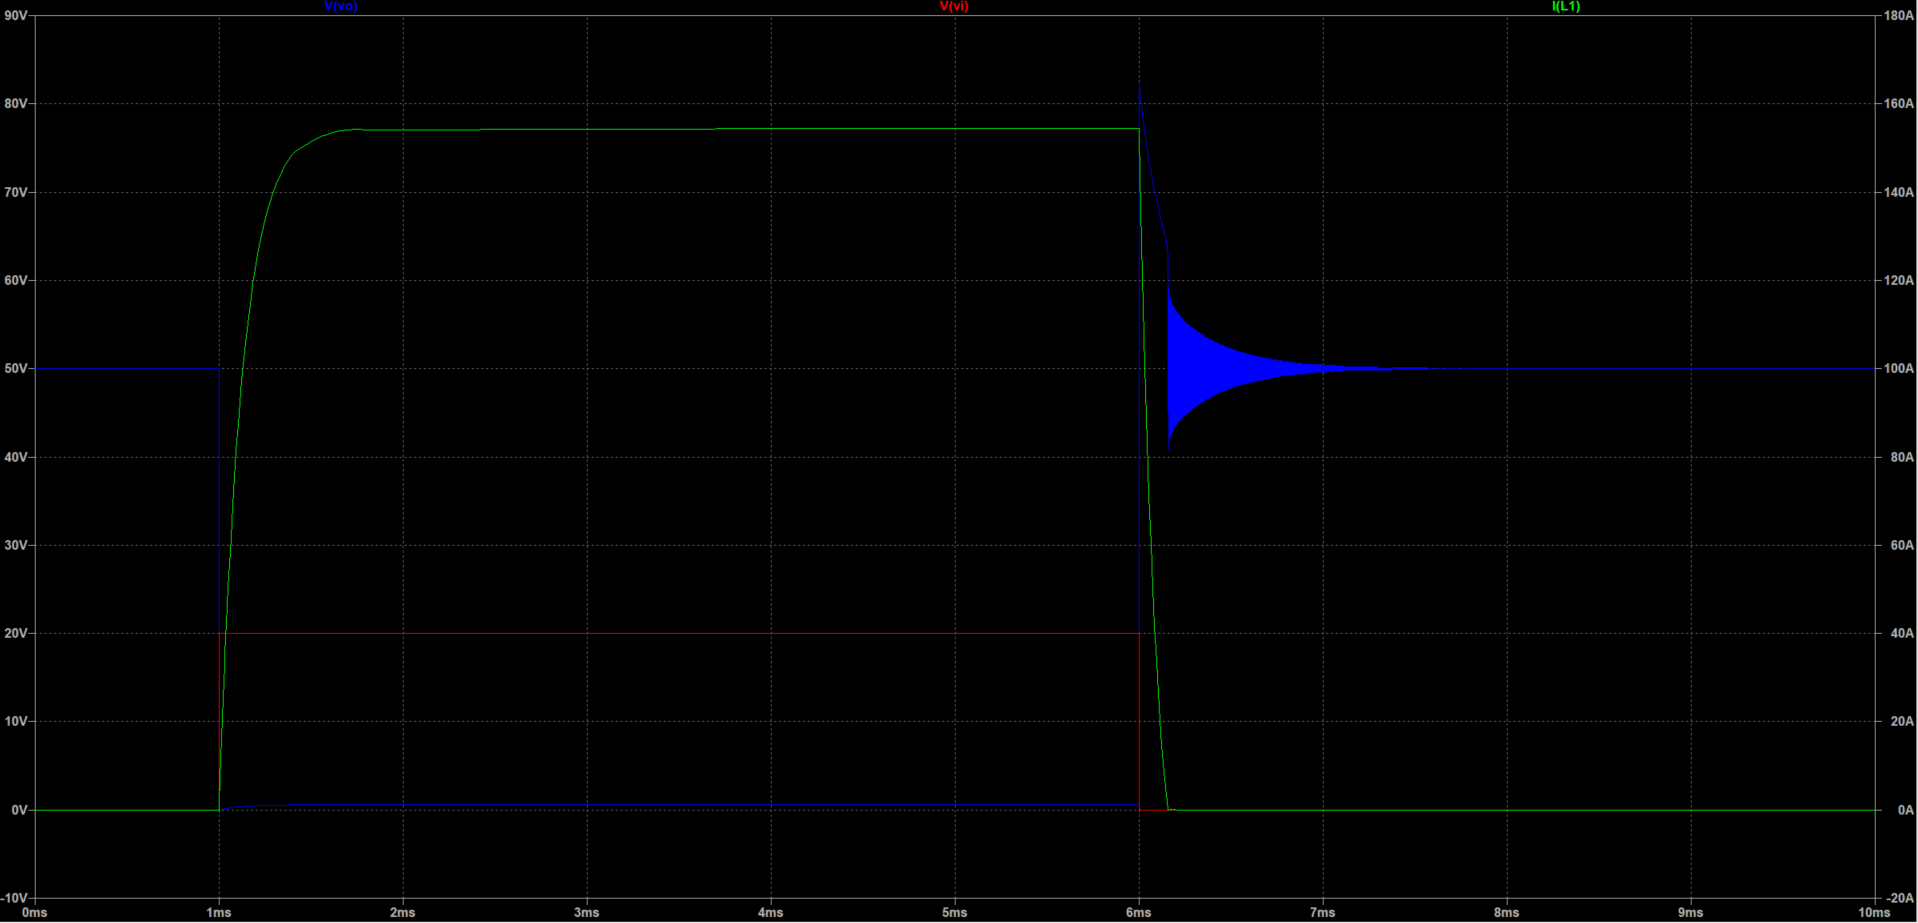 V(vo) V(vi) I(L1)
90V 180A
80V 160A
70V 140A
60V 120A
50V 100A
40V 80A
30V 60A
20V 40A
10V 20A
0V 0A
-10V -20A
0ms 1ms 2ms 3ms 4ms 5ms 6ms 7ms 8ms 9ms 10ms